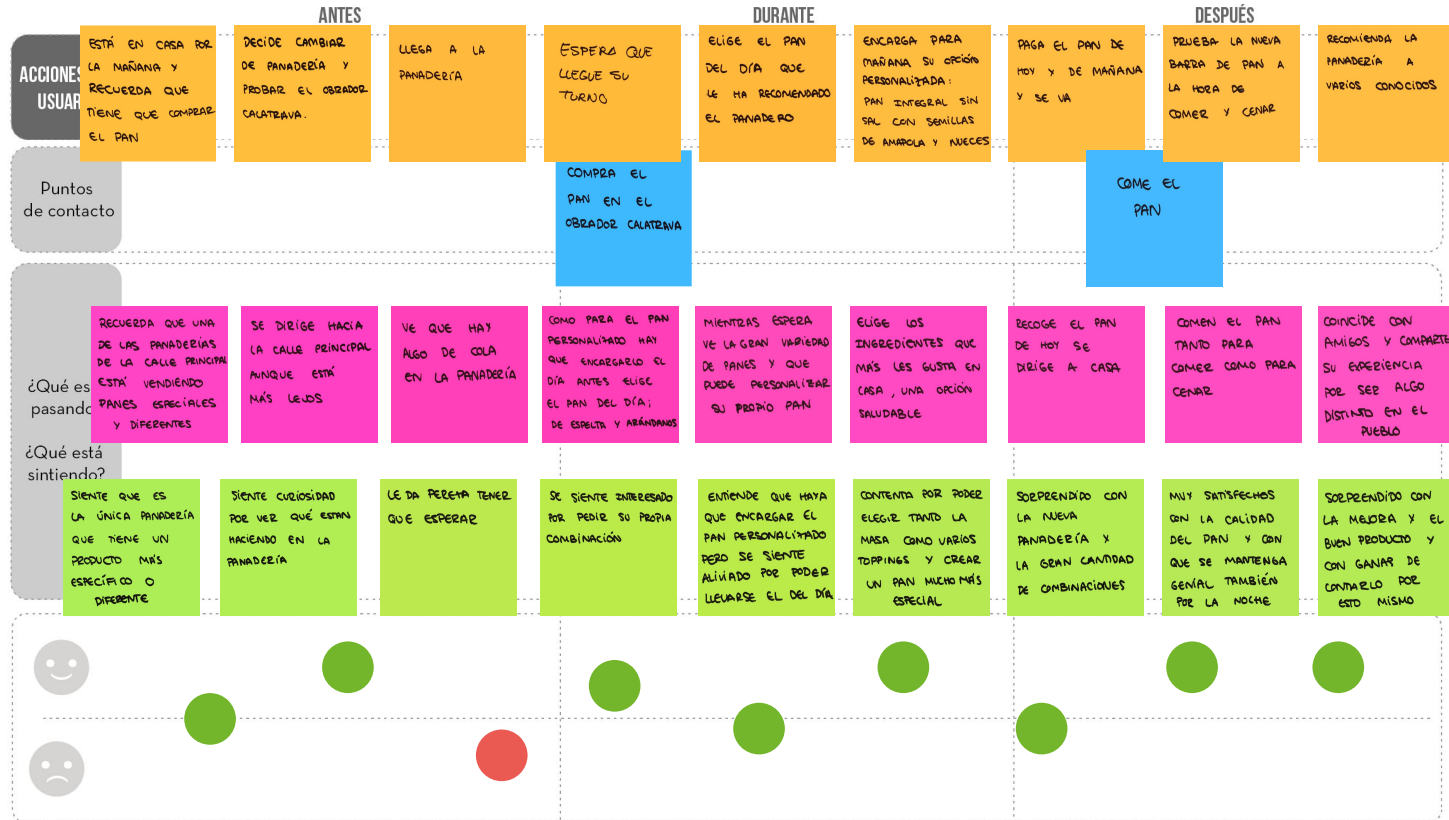 ANTES
DURANTE
DESPUÉS
ACCIONES
USUAR
ESTÁ EN CASA POR
LA MAÑANA Y
RECUERDA QUE
TIENE QUE COMPRAR
EL PAN
DECIDE CAMBIAR
DE PANADERÍA Y
PROBAR EL OBRADOR
CALATRAVA.
LLEGA A LA
PANADERÍA
ESPERA QUE
LLEGUE SU
TURNO
ELIGE EL PAN
DEL DÍA QUE
LE HA RECOMENDADO
EL PANADERO
ENCARGA PARA
MAÑANA SU OPCIÓN
PERSONALIZADA:
PAN INTEGRAL SIN
SAL CON SEMILLAS
DE AMAPOLA Y NUECES
PAGA EL PAN DE
HOY Y DE MAÑANA
Y SE VA
PRUEBA LA NUEVA
BARRA DE PAN A
LA HORA DE
COMER Y CENAR
RECOMIENDA LA
PANADERÍA A
VARIOS CONOCIDOS
Puntos
de contacto
COMPRA EL
PAN EN EL
OBRADOR CALATRAVA
COME EL
PAN
¿Qué es
pasando
¿Qué está
sintiendo?
RECUERDA QUE UNA
DE LAS PANADERÍAS
DE LA CALLE PRINCIPAL
ESTÁ VENDIENDO
PANES ESPECIALES
Y DIFERENTES
SE DIRIGE HACIA
LA CALLE PRINCIPAL
AUNQUE ESTÁ
MÁS LEJOS
VE QUE HAY
ALGO DE COLA
EN LA PANADERÍA
COMO PARA EL PAN
PERSONALIZADO HAY
QUE ENCARGARLO EL
DÍA ANTES ELIGE
EL PAN DEL DÍA;
DE ESPELTA Y ARÁNDANOS
MIENTRAS ESPERA
VE LA GRAN VARIEDAD
DE PANES Y QUE
PUEDE PERSONALIZAR
SU PROPIO PAN
ELIGE LOS
INGREDIENTES QUE
MÁS LES GUSTA EN
CASA, UNA OPCIÓN
SALUDABLE
RECOGE EL PAN
DE HOY SE
DIRIGE A CASA
COMEN EL PAN
TANTO PARA
COMER COMO PARA
CENAR
COINCIDE CON
AMIGOS Y COMPARTE
SU EXPERIENCIA
POR SER ALGO
DISTINTO EN EL
PUEBLO
SIENTE QUE ES
LA ÚNICA PANADERÍA
QUE TIENE UN
PRODUCTO MÁS
ESPECÍFICO O
DIFERENTE
SIENTE CURIOSIDAD
POR VER QUÉ ESTAN
HACIENDO EN LA
PANADERÍA
LE DA PEREZA TENER
QUE ESPERAR
SE SIENTE INTERESADO
POR PEDIR SU PROPIA
COMBINACIÓN
ENTIENDE QUE HAYA
QUE ENCARGAR EL
PAN PERSONALIZADO
PERO SE SIENTE
ALIVIADO POR PODER
LLEVARSE EL DEL DÍA
CONTENTA POR PODER
ELEGIR TANTO LA
MASA COMO VARIOS
TOPPINGS Y CREAR
UN PAN MUCHO MÁS
ESPECIAL
SORPRENDIDO CON
LA NUEVA
PANADERÍA Y
LA GRAN CANTIDAD
DE COMBINACIONES
MUY SATISFECHOS
CON LA CALIDAD
DEL PAN Y CON
QUE SE MANTENGA
GENIAL TAMBIÉN
POR LA NOCHE
SORPRENDIDO CON
LA MEJORA Y EL
BUEN PRODUCTO Y
CON GANAS DE
CONTARLO POR
ESTO MISMO